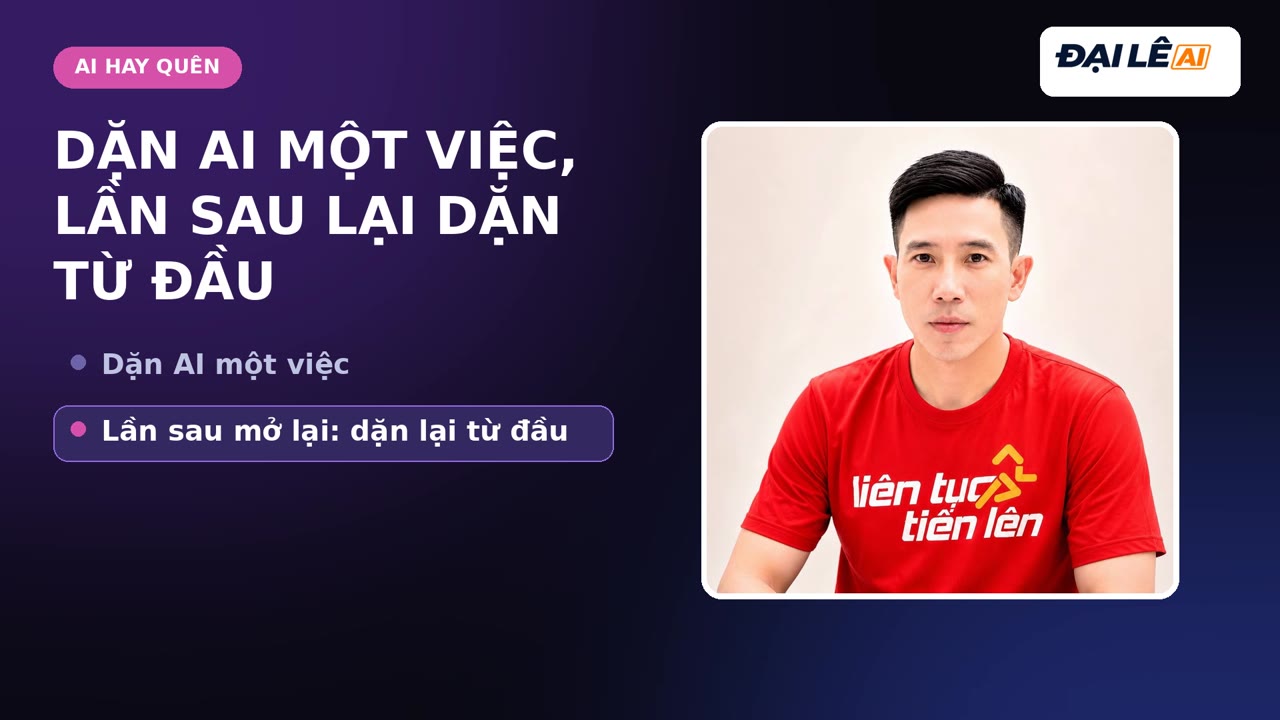 AI HAY QUÊN
ĐẠI LÊ AI
DẶN AI MỘT VIỆC,
LẦN SAU LẠI DẶN
TỪ ĐẦU
Dặn AI một việc
Lần sau mở lại: dặn lại từ đầu
liên tục
tiến lên